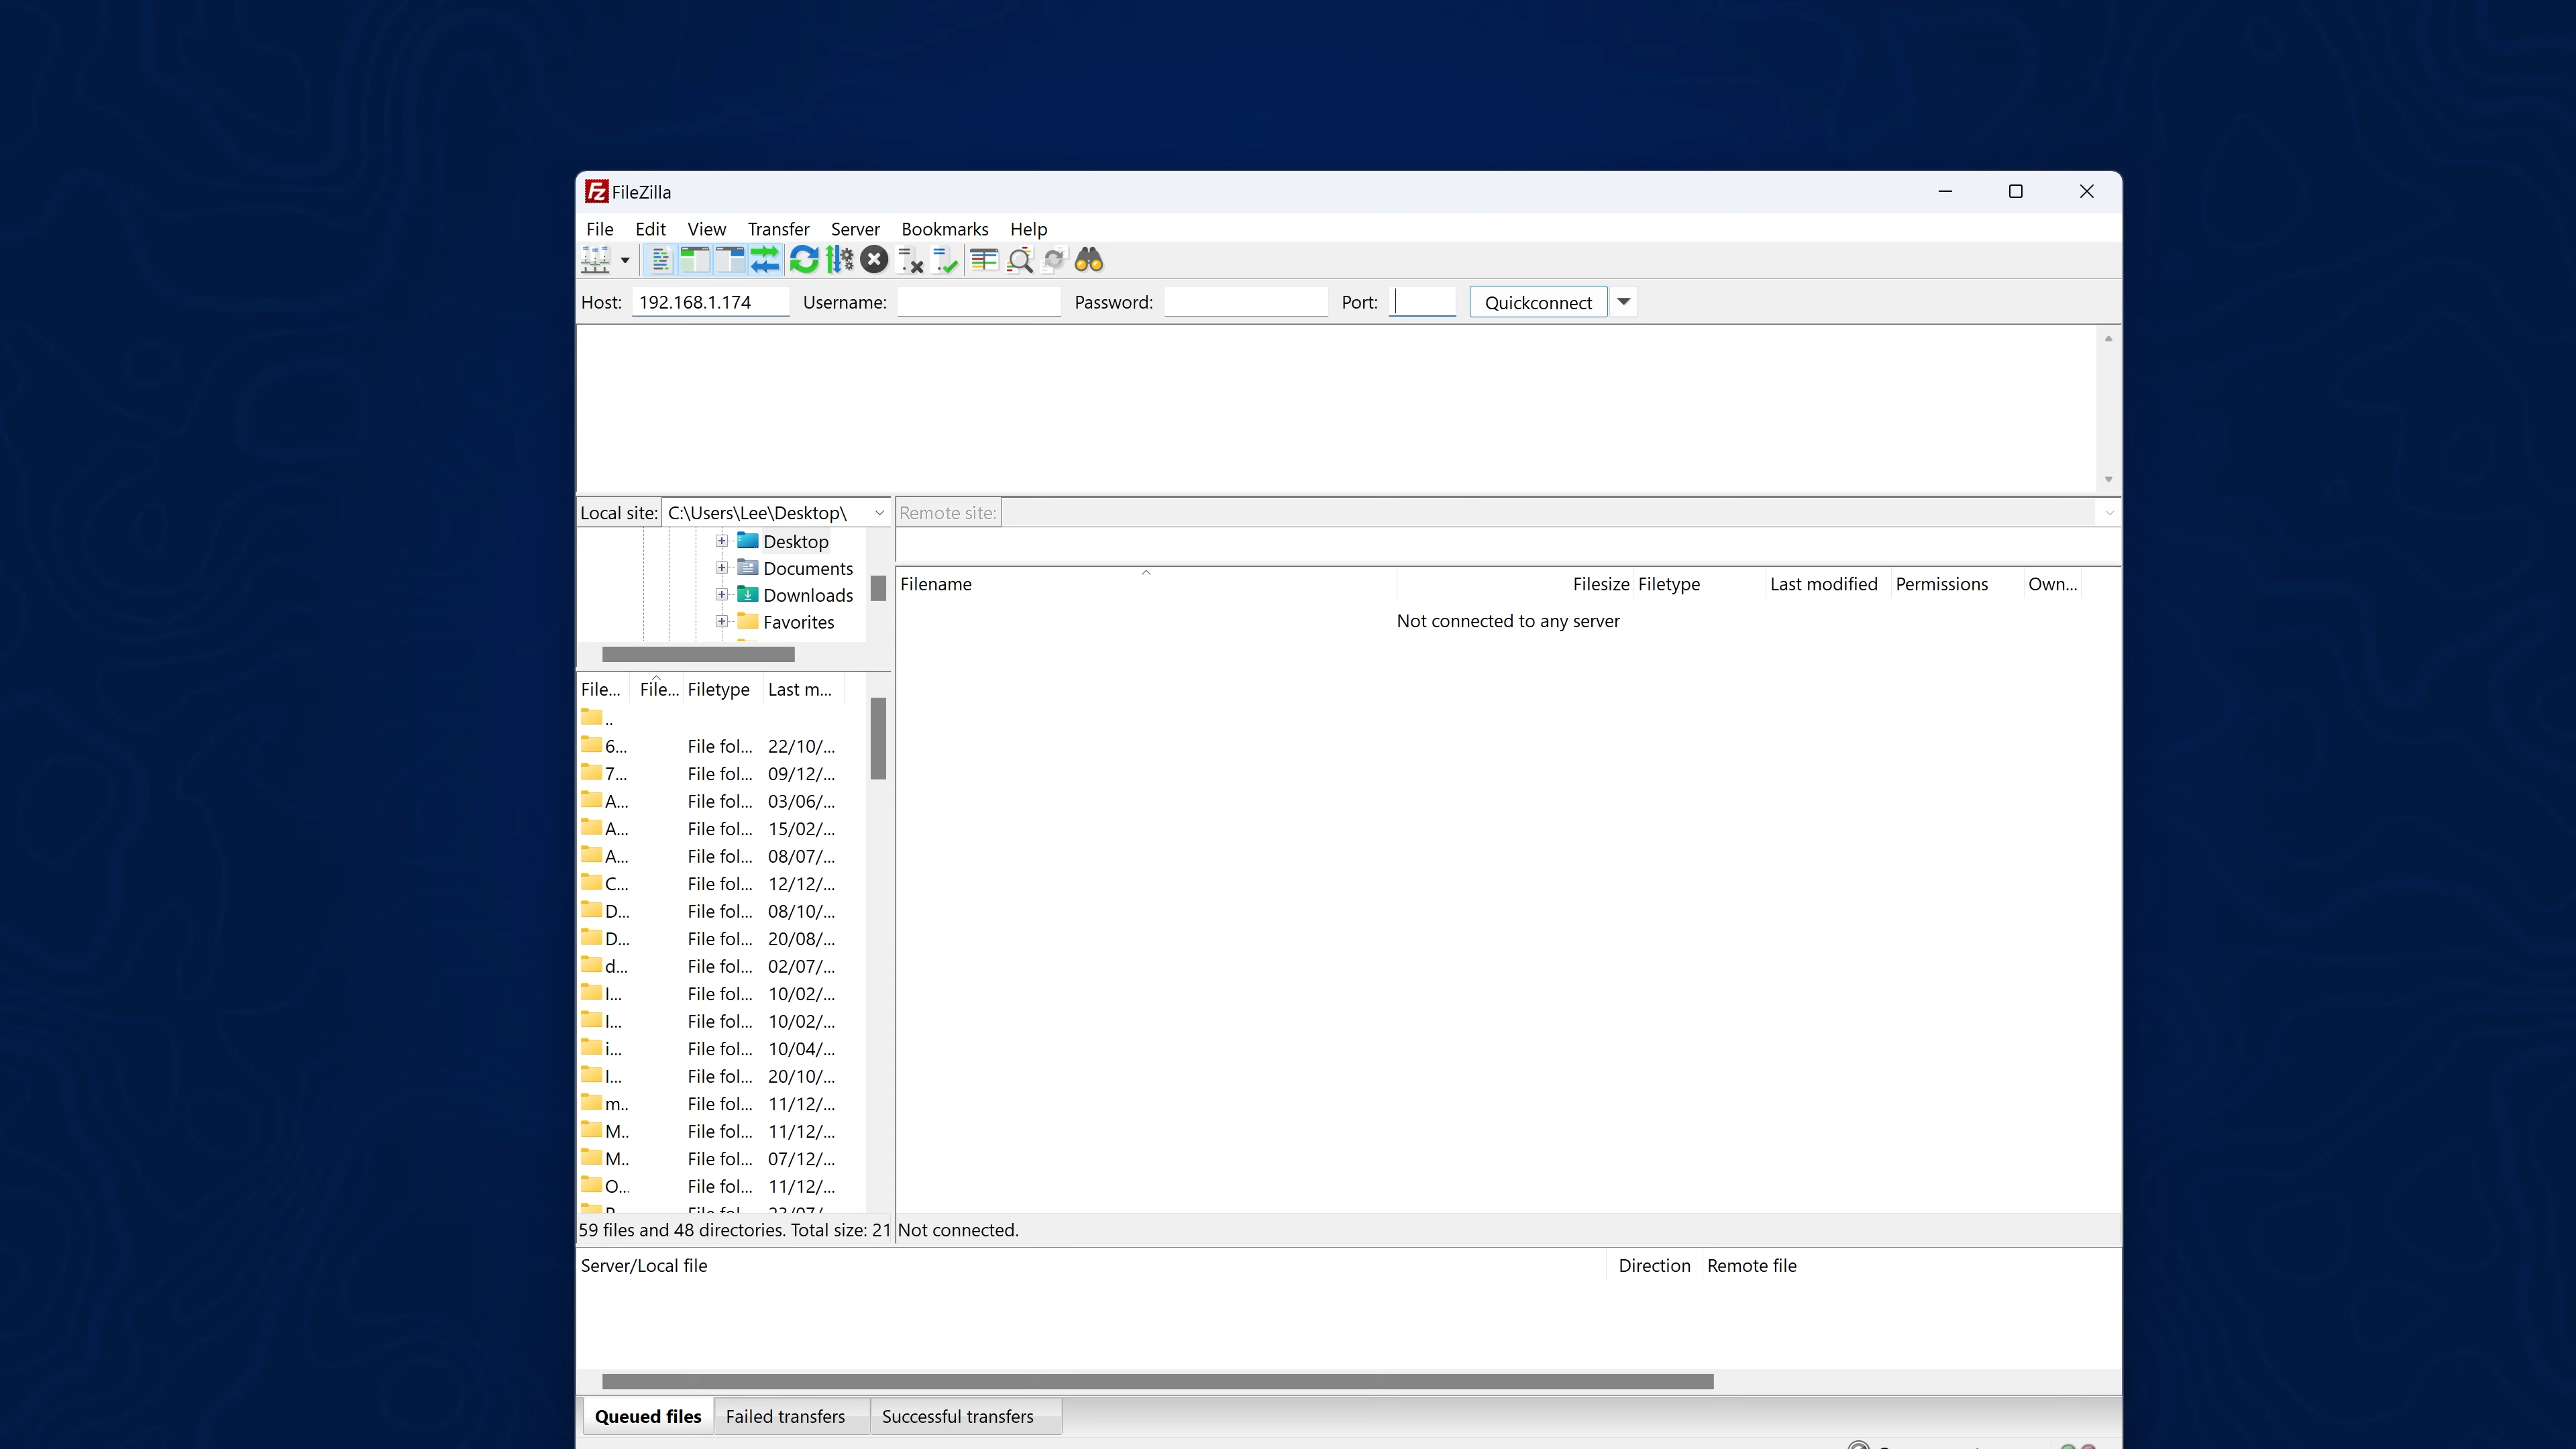 FileZilla
File Edit View Transfer Server Bookmarks Help
Host: 192.168.1.174 Username: Password: Port: Quickconnect
Local site: C:\Users\Lee\Desktop\ Remote site:
Desktop
Documents
Downloads
Favorites
Filename Filesize Filetype Last modified Permissions Own...
Not connected to any server
File... File... Filetype Last m...
..
6... File fol... 22/10/...
7... File fol... 09/12/...
A... File fol... 03/06/...
A... File fol... 15/02/...
A... File fol... 08/07/...
C... File fol... 12/12/...
D... File fol... 08/10/...
D... File fol... 20/08/...
d... File fol... 02/07/...
I... File fol... 10/02/...
I... File fol... 10/02/...
i... File fol... 10/04/...
I... File fol... 20/10/...
m.. File fol... 11/12/...
M.. File fol... 11/12/...
M.. File fol... 07/12/...
O.. File fol... 11/12/...
59 files and 48 directories. Total size: 21 Not connected.
Server/Local file Direction Remote file
Queued files Failed transfers Successful transfers